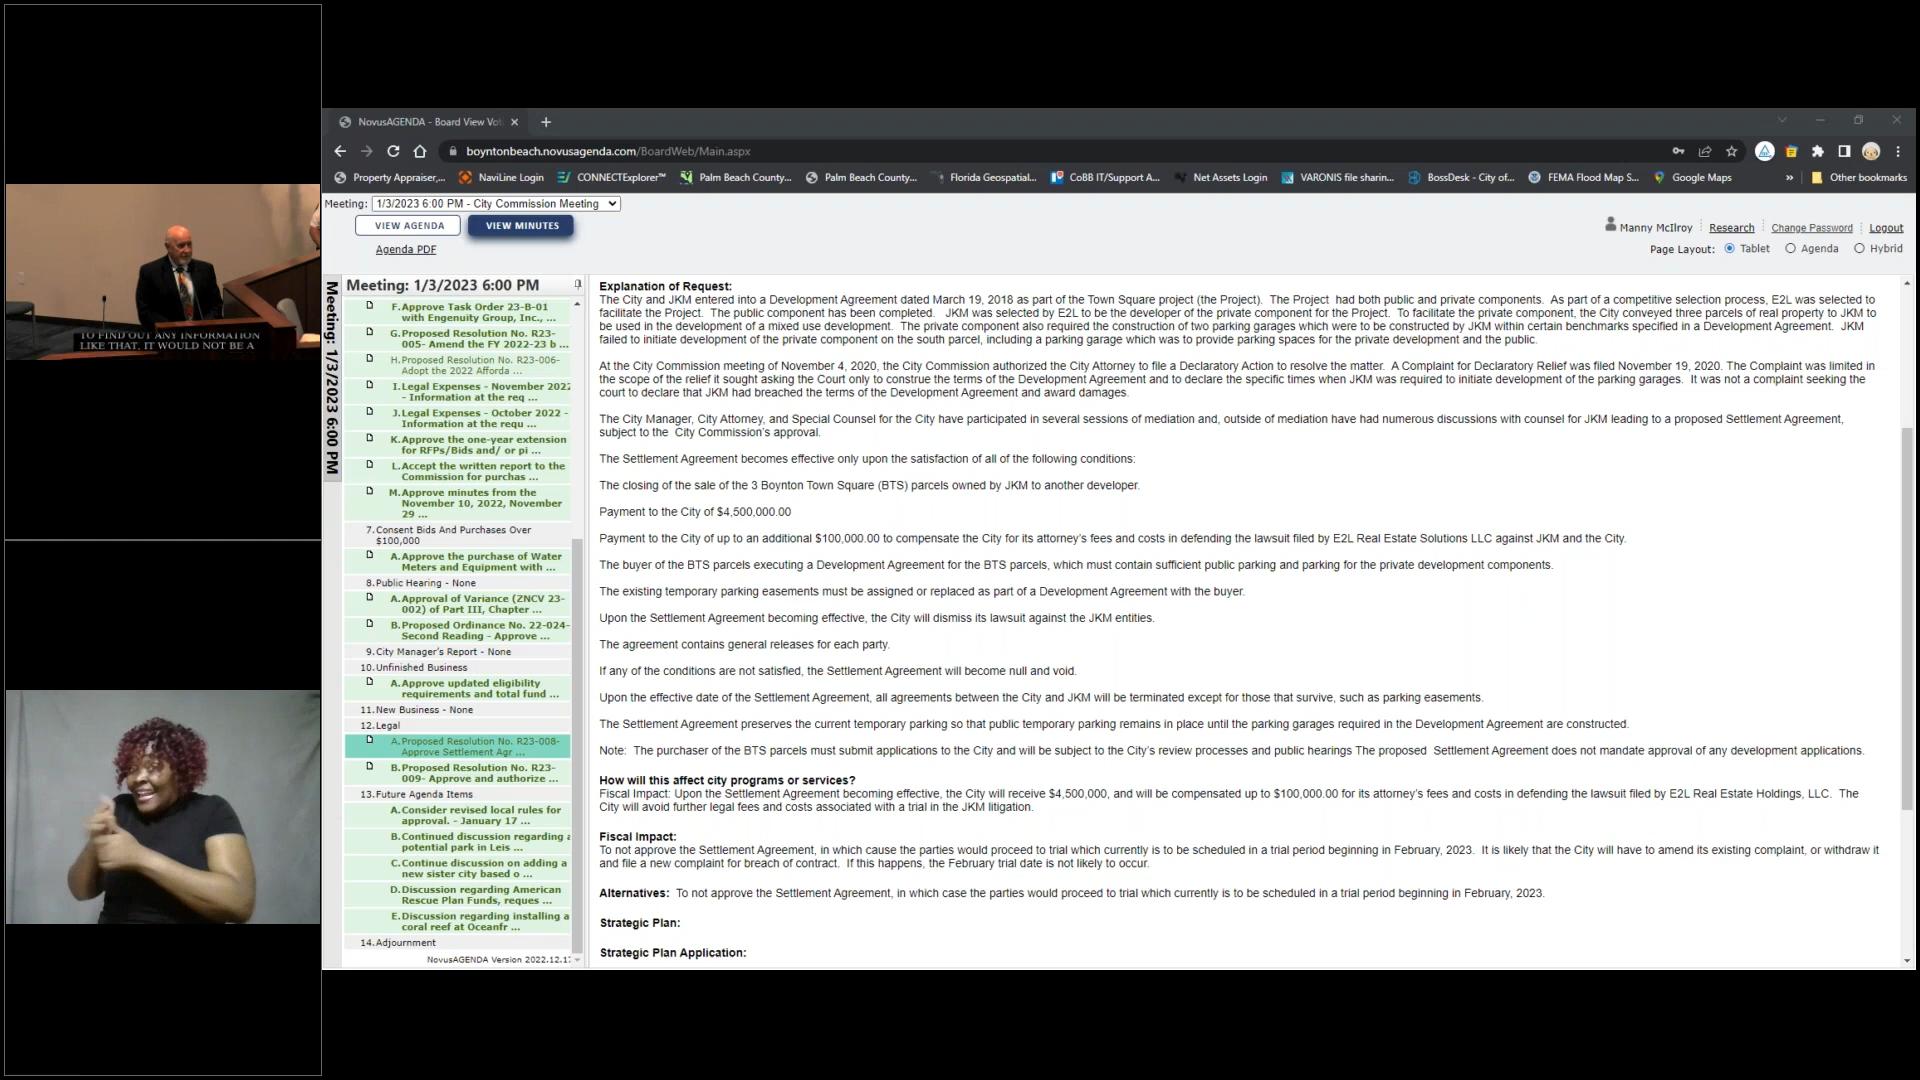 NovusAGENDA - Board View Vot
boyntonbeach.novusagenda.com/BoardWeb/Main.aspx
Property Appraiser,...
NaviLine Login
CONNECTExplorer™
Palm Beach County...
Palm Beach County...
Florida Geospatial...
CoBB IT/Support A...
Net Assets Login
VARONIS file sharin...
BossDesk - City of...
FEMA Flood Map S...
Google Maps
»
Other bookmarks
Meeting: 1/3/2023 6:00 PM - City Commission Meeting
VIEW AGENDA
VIEW MINUTES
Agenda PDF
Manny McIlroy
Research
Change Password
Logout
Page Layout: Tablet Agenda Hybrid
Meeting: 1/3/2023 6:00 PM
Meeting: 1/3/2023 6:00 PM
F. Approve Task Order 23-B-01
with Engenuity Group, Inc., ...
G. Proposed Resolution No. R23-
005- Amend the FY 2022-23 b ...
H. Proposed Resolution No. R23-006-
Adopt the 2022 Afforda ...
I. Legal Expenses - November 2022
- Information at the req ...
J. Legal Expenses - October 2022 -
Information at the requ ...
K. Approve the one-year extension
for RFPs/Bids and/ or pi ...
L. Accept the written report to the
Commission for purchas ...
M. Approve minutes from the
November 10, 2022, November
29 ...
7. Consent Bids And Purchases Over
$100,000
A. Approve the purchase of Water
Meters and Equipment with ...
8. Public Hearing - None
A. Approval of Variance (ZNCV 23-
002) of Part III, Chapter ...
B. Proposed Ordinance No. 22-024-
Second Reading - Approve ...
9. City Manager's Report - None
10. Unfinished Business
A. Approve updated eligibility
requirements and total fund ...
11. New Business - None
12. Legal
A. Proposed Resolution No. R23-008-
Approve Settlement Agr ...
B. Proposed Resolution No. R23-
009- Approve and authorize ...
13. Future Agenda Items
A. Consider revised local rules for
approval. - January 17 ...
B. Continued discussion regarding a
potential park in Leis ...
C. Continue discussion on adding a
new sister city based o ...
D. Discussion regarding American
Rescue Plan Funds, reques ...
E. Discussion regarding installing a
coral reef at Oceanfr ...
14. Adjournment
NovusAGENDA Version 2022.12.17
Explanation of Request:
The City and JKM entered into a Development Agreement dated March 19, 2018 as part of the Town Square project (the Project). The Project had both public and private components. As part of a competitive selection process, E2L was selected to
facilitate the Project. The public component has been completed. JKM was selected by E2L to be the developer of the private component for the Project. To facilitate the private component, the City conveyed three parcels of real property to JKM to
be used in the development of a mixed use development. The private component also required the construction of two parking garages which were to be constructed by JKM within certain benchmarks specified in a Development Agreement. JKM
failed to initiate development of the private component on the south parcel, including a parking garage which was to provide parking spaces for the private development and the public.
At the City Commission meeting of November 4, 2020, the City Commission authorized the City Attorney to file a Declaratory Action to resolve the matter. A Complaint for Declaratory Relief was filed November 19, 2020. The Complaint was limited in
the scope of the relief it sought asking the Court only to construe the terms of the Development Agreement and to declare the specific times when JKM was required to initiate development of the parking garages. It was not a complaint seeking the
court to declare that JKM had breached the terms of the Development Agreement and award damages.
The City Manager, City Attorney, and Special Counsel for the City have participated in several sessions of mediation and, outside of mediation have had numerous discussions with counsel for JKM leading to a proposed Settlement Agreement,
subject to the City Commission's approval.
The Settlement Agreement becomes effective only upon the satisfaction of all of the following conditions:
The closing of the sale of the 3 Boynton Town Square (BTS) parcels owned by JKM to another developer.
Payment to the City of $4,500,000.00
Payment to the City of up to an additional $100,000.00 to compensate the City for its attorney's fees and costs in defending the lawsuit filed by E2L Real Estate Solutions LLC against JKM and the City.
The buyer of the BTS parcels executing a Development Agreement for the BTS parcels, which must contain sufficient public parking and parking for the private development components.
The existing temporary parking easements must be assigned or replaced as part of a Development Agreement with the buyer.
Upon the Settlement Agreement becoming effective, the City will dismiss its lawsuit against the JKM entities.
The agreement contains general releases for each party.
If any of the conditions are not satisfied, the Settlement Agreement will become null and void.
Upon the effective date of the Settlement Agreement, all agreements between the City and JKM will be terminated except for those that survive, such as parking easements.
The Settlement Agreement preserves the current temporary parking so that public temporary parking remains in place until the parking garages required in the Development Agreement are constructed.
Note: The purchaser of the BTS parcels must submit applications to the City and will be subject to the City's review processes and public hearings The proposed Settlement Agreement does not mandate approval of any development applications.
How will this affect city programs or services?
Fiscal Impact: Upon the Settlement Agreement becoming effective, the City will receive $4,500,000, and will be compensated up to $100,000.00 for its attorney's fees and costs in defending the lawsuit filed by E2L Real Estate Holdings, LLC. The
City will avoid further legal fees and costs associated with a trial in the JKM litigation.
Fiscal Impact:
To not approve the Settlement Agreement, in which cause the parties would proceed to trial which currently is to be scheduled in a trial period beginning in February, 2023. It is likely that the City will have to amend its existing complaint, or withdraw it
and file a new complaint for breach of contract. If this happens, the February trial date is not likely to occur.
Alternatives: To not approve the Settlement Agreement, in which case the parties would proceed to trial which currently is to be scheduled in a trial period beginning in February, 2023.
Strategic Plan:
Strategic Plan Application:
TO FIND OUT ANY INFORMATION
LIKE THAT, IT WOULD NOT BE A